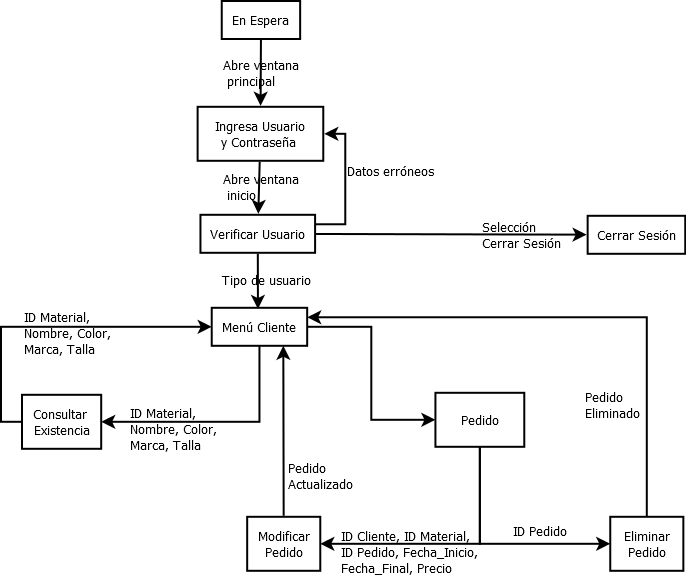 En Espera
Abre ventana
principal
Ingresa Usuario
y Contraseña
Datos erróneos
Abre ventana
inicio
Verificar Usuario
Selección
Cerrar Sesión
Cerrar Sesión
Tipo de usuario
ID Material,
Nombre, Color,
Marca, Talla
Menú Cliente
Consultar
Existencia
ID Material,
Nombre, Color,
Marca, Talla
Pedido
Pedido
Eliminado
Pedido
Actualizado
Modificar
Pedido
ID Cliente, ID Material,
ID Pedido, Fecha_Inicio,
Fecha_Final, Precio
ID Pedido
Eliminar
Pedido